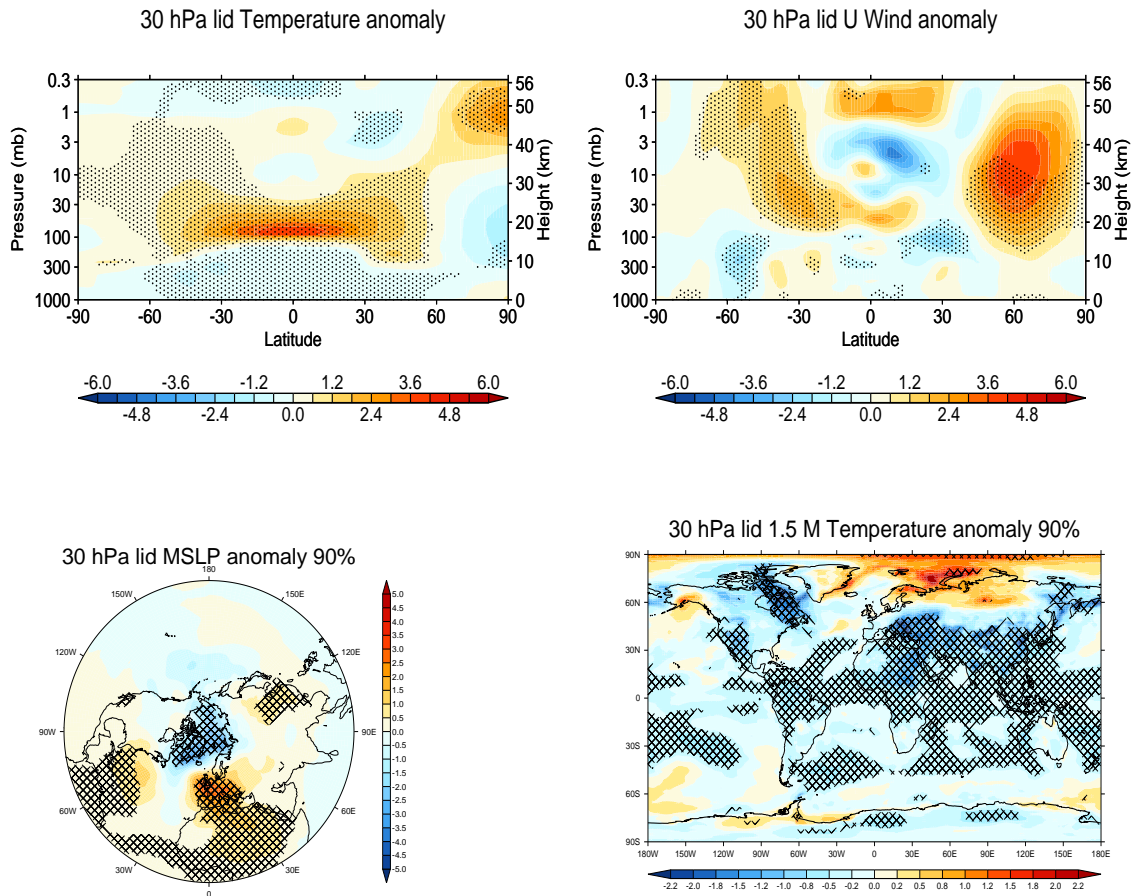 30 hPa lid Temperature anomaly
Pressure (mb)
0.3
1
3
10
30
100
300
1000
-90 -60 -30 0 30 60 90
Latitude
56
50
40
30
20
10
0
Height (km)
-6.0 -3.6 -1.2 1.2 3.6 6.0
-4.8 -2.4 0.0 2.4 4.8
30 hPa lid U Wind anomaly
Pressure (mb)
0.3
1
3
10
30
100
300
1000
-90 -60 -30 0 30 60 90
Latitude
56
50
40
30
20
10
0
Height (km)
-6.0 -3.6 -1.2 1.2 3.6 6.0
-4.8 -2.4 0.0 2.4 4.8
30 hPa lid MSLP anomaly 90%
180
150W 150E
120W 120E
90W 90E
60W 60E
30W 30E
0
5.0
4.5
4.0
3.5
3.0
2.5
2.0
1.5
1.0
0.5
0.0
-0.5
-1.0
-1.5
-2.0
-2.5
-3.0
-3.5
-4.0
-4.5
-5.0
30 hPa lid 1.5 M Temperature anomaly 90%
90N
60N
30N
0
30S
60S
90S
180W 150W 120W 90W 60W 30W 0 30E 60E 90E 120E 150E 180E
-2.2 -2.0 -1.8 -1.5 -1.2 -1.0 -0.8 -0.5 -0.2 0.0 0.2 0.5 0.8 1.0 1.2 1.5 1.8 2.0 2.2